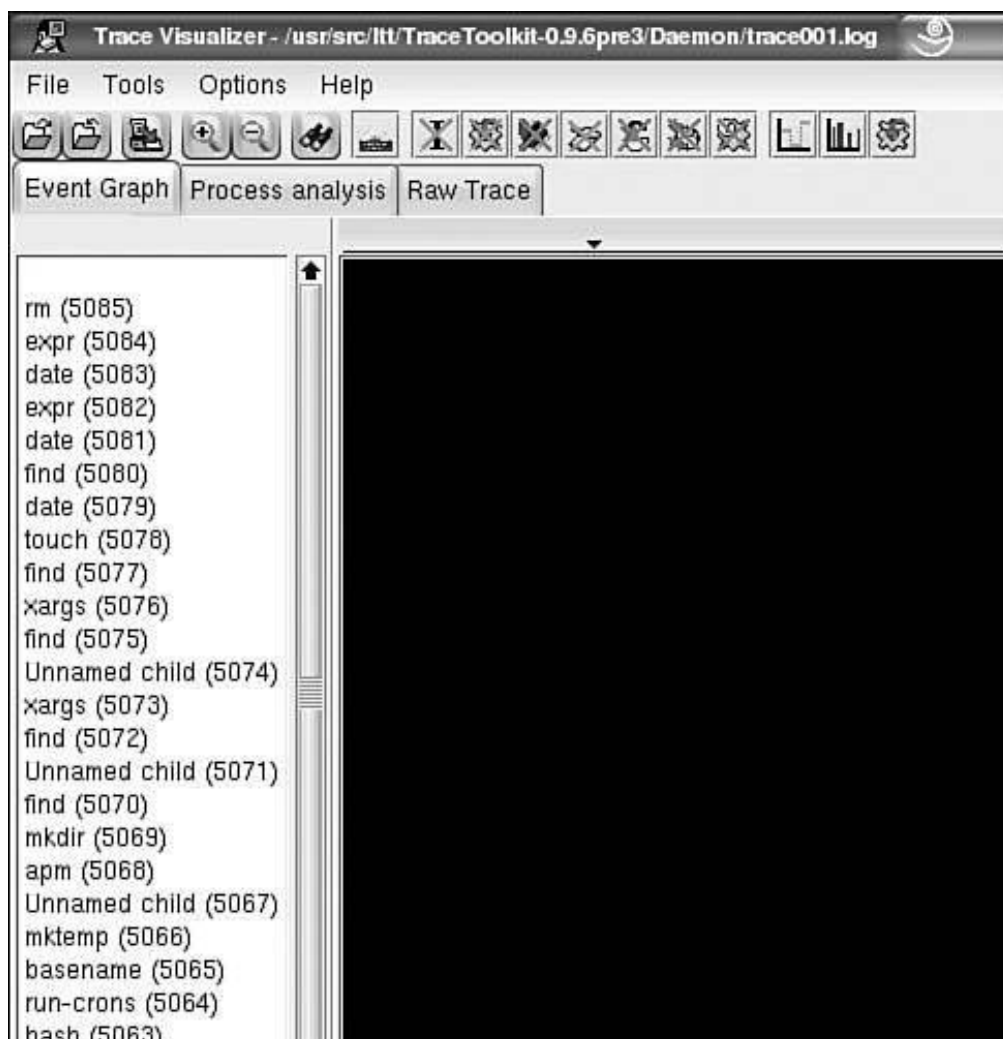 Trace Visualizer - /usr/src/ltt/TraceToolkit-0.9.6pre3/Daemon/trace001.log
File Tools Options Help
Event Graph Process analysis Raw Trace
rm (5085)
expr (5084)
date (5083)
expr (5082)
date (5081)
find (5080)
date (5079)
touch (5078)
find (5077)
xargs (5076)
find (5075)
Unnamed child (5074)
xargs (5073)
find (5072)
Unnamed child (5071)
find (5070)
mkdir (5069)
apm (5068)
Unnamed child (5067)
mktemp (5066)
basename (5065)
run-crons (5064)
bash (5063)